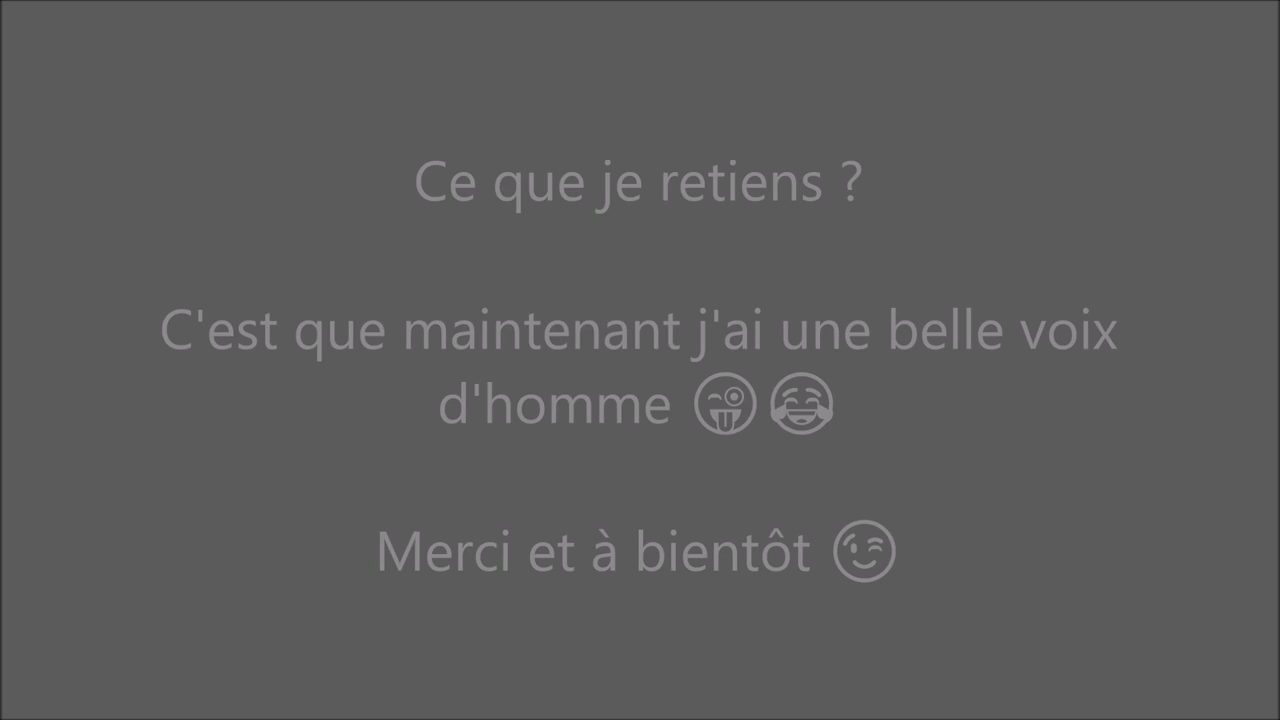 Ce que je retiens ?
C'est que maintenant j'ai une belle voix
d'homme 😜😂
Merci et à bientôt 😉